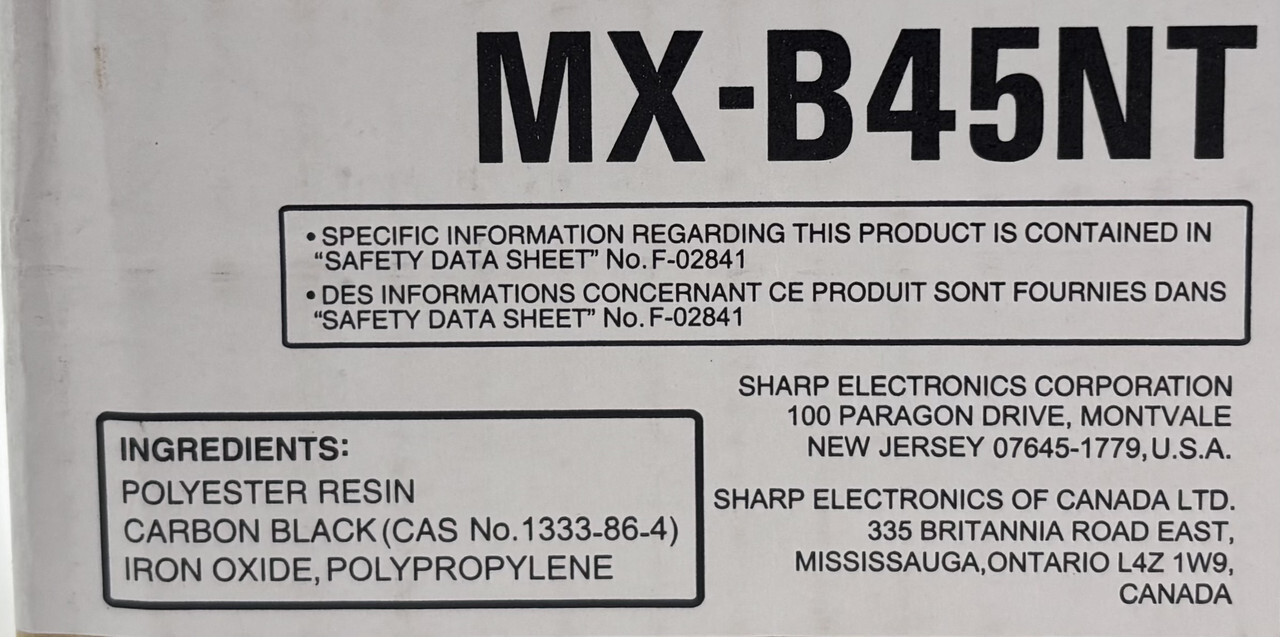 MX-B45NT
• SPECIFIC INFORMATION REGARDING THIS PRODUCT IS CONTAINED IN
“SAFETY DATA SHEET” No. F-02841
• DES INFORMATIONS CONCERNANT CE PRODUIT SONT FOURNIES DANS
“SAFETY DATA SHEET” No. F-02841
SHARP ELECTRONICS CORPORATION
100 PARAGON DRIVE, MONTVALE
NEW JERSEY 07645-1779, U.S.A.
SHARP ELECTRONICS OF CANADA LTD.
335 BRITANNIA ROAD EAST,
MISSISSAUGA, ONTARIO L4Z 1W9,
CANADA
INGREDIENTS:
POLYESTER RESIN
CARBON BLACK (CAS No. 1333-86-4)
IRON OXIDE, POLYPROPYLENE